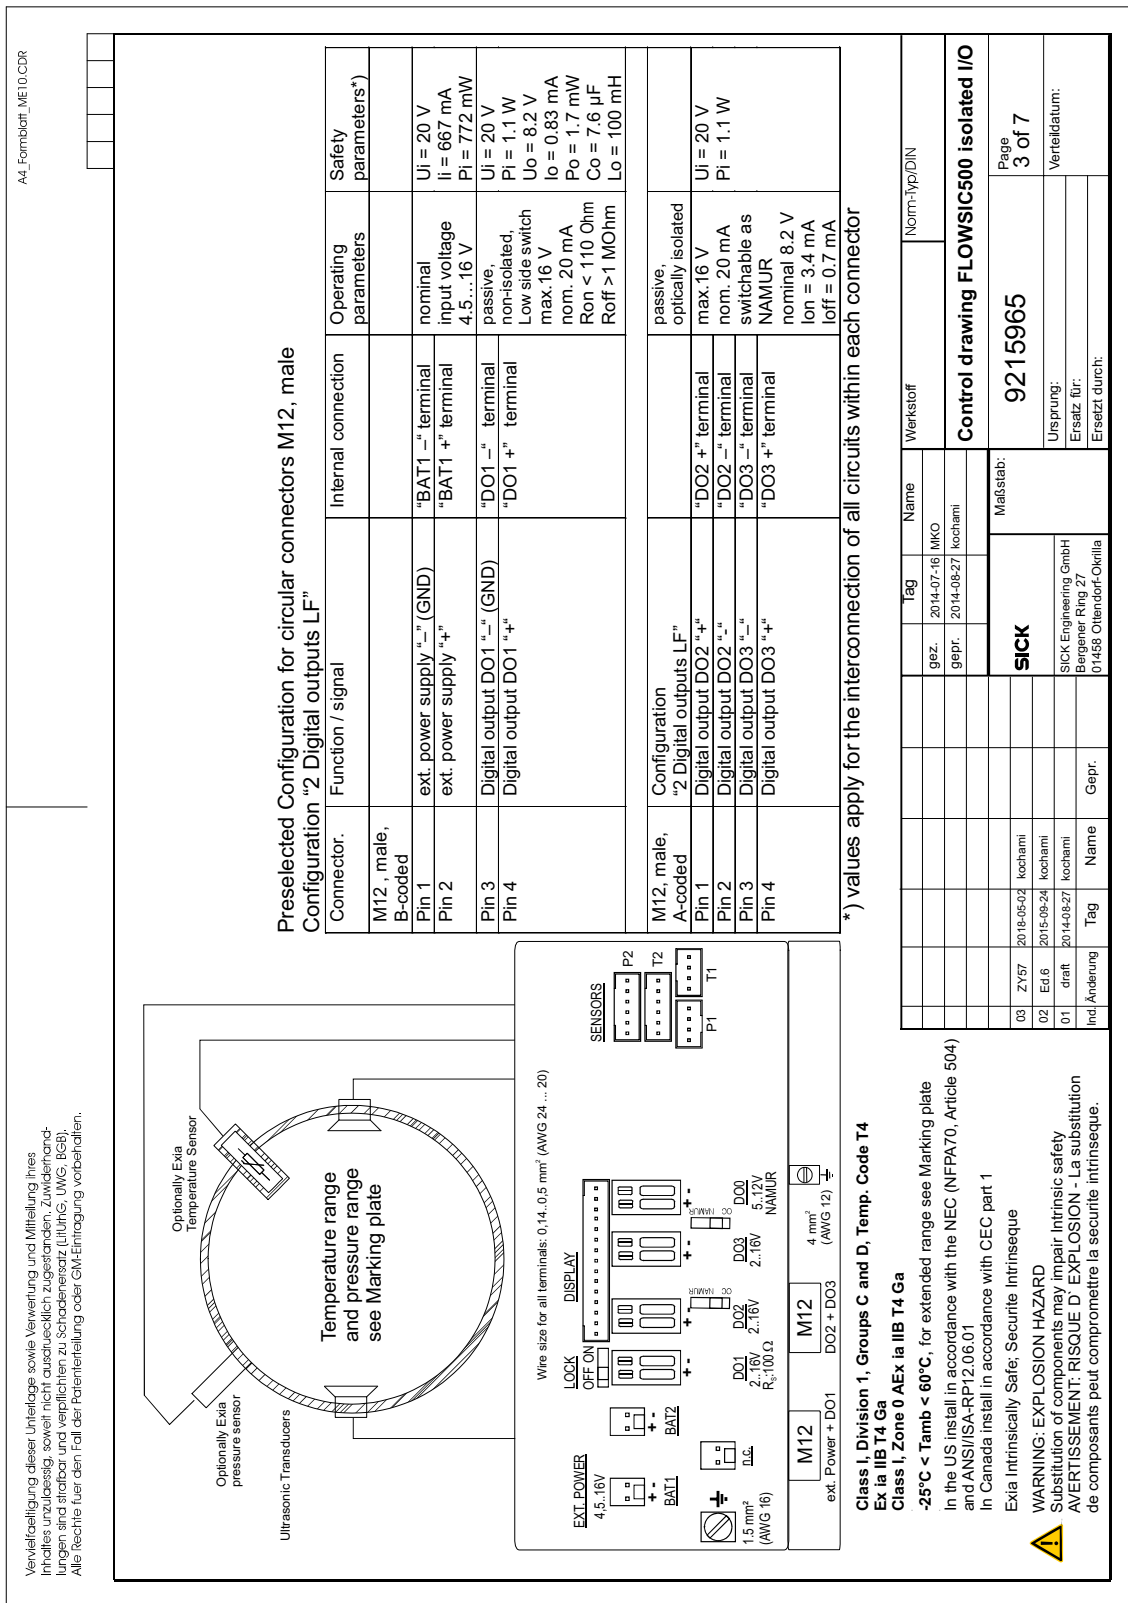 Vervielfaeltigung dieser Unterlage sowie Verwertung und Mitteilung ihres
Inhaltes unzulaessig, soweit nicht ausdruecklich zugestanden. Zuwiderhand-
lungen sind strafbar und verpflichten zu Schadenersatz (LitUrhG, UWG, BGB).
Alle Rechte fuer den Fall der Patenterteilung oder GM-Eintragung vorbehalten.
A4_Formblatt_ME10.CDR
Optionally Exia
pressure sensor
Optionally Exia
Temperature Sensor
Ultrasonic Transducers
Temperature range
and pressure range
see Marking plate
Wire size for all terminals: 0,14..0,5 mm² (AWG 24 ... 20)
EXT. POWER
4,5..16V
+ -
BAT1
+ -
BAT2
LOCK
OFF ON
DISPLAY
SENSORS
P2
T2
P1
T1
1.5 mm²
(AWG 16)
n.c.
+ -
DO1
2..16V
Rs:100 Ω
+ -
OC NAMUR
DO2
2..16V
+ -
DO3
2..16V
+ -
OC NAMUR
DO0
5..12V
NAMUR
4 mm²
(AWG 12)
M12
ext. Power + DO1
M12
DO2 + DO3
Class I, Division 1, Groups C and D, Temp. Code T4
Ex ia IIB T4 Ga
Class I, Zone 0 AEx ia IIB T4 Ga
-25°C < Tamb < 60°C, for extended range see Marking plate
In the US install in accordance with the NEC (NFPA70, Article 504)
and ANSI/ISA-RP12.06.01
In Canada install in accordance with CEC part 1
Exia Intrinsically Safe; Securite Intrinseque
WARNING: EXPLOSION HAZARD
Substitution of components may impair Intrinsic safety
AVERTISSEMENT: RISQUE D` EXPLOSION - La substitution
de composants peut compromettre la securite intrinseque.
Preselected Configuration for circular connectors M12, male
Configuration “2 Digital outputs LF”
Connector. Function / signal Internal connection Operating parameters Safety parameters*)
M12 , male,
B-coded
Pin 1 ext. power supply “–” (GND) “BAT1 –“ terminal
Pin 2 ext. power supply “+” “BAT1 +” terminal
nominal
input voltage
4.5…16 V
Ui = 20 V
Ii = 667 mA
Pi = 772 mW
Pin 3 Digital output DO1 “–“ (GND) “DO1 –“ terminal
Pin 4 Digital output DO1 “+“ “DO1 +” terminal
passive,
non-isolated,
Low side switch
max.16 V
nom. 20 mA
Ron < 110 Ohm
Roff >1 MOhm
Ui = 20 V
Pi = 1.1 W
Uo = 8.2 V
Io = 0.83 mA
Po = 1.7 mW
Co = 7.6 µF
Lo = 100 mH
M12, male,
A-coded
Configuration
“2 Digital outputs LF”
Pin 1 Digital output DO2 “+“ “DO2 +” terminal
Pin 2 Digital output DO2 “-“ “DO2 –“ terminal
Pin 3 Digital output DO3 “–“ “DO3 –“ terminal
Pin 4 Digital output DO3 “+“ “DO3 +” terminal
passive,
optically isolated
max.16 V
nom. 20 mA
switchable as
NAMUR
nominal 8.2 V
Ion = 3.4 mA
Ioff = 0.7 mA
Ui = 20 V
Pi = 1.1 W
*) values apply for the interconnection of all circuits within each connector
03 ZY57 2018-05-02 kochami
02 Ed.6 2015-09-24 kochami
01 draft 2014-08-27 kochami
Ind. Änderung Tag Name Gepr.
Tag Name
gez. 2014-07-16 MKO
gepr. 2014-08-27 kochami
Werkstoff
Norm-Typ/DIN
SICK
SICK Engineering GmbH
Bergener Ring 27
01458 Ottendorf-Okrilla
Maßstab:
Control drawing FLOWSIC500 isolated I/O
9215965
Page
3 of 7
Ursprung:
Ersatz für:
Ersetzt durch:
Verteildatum: